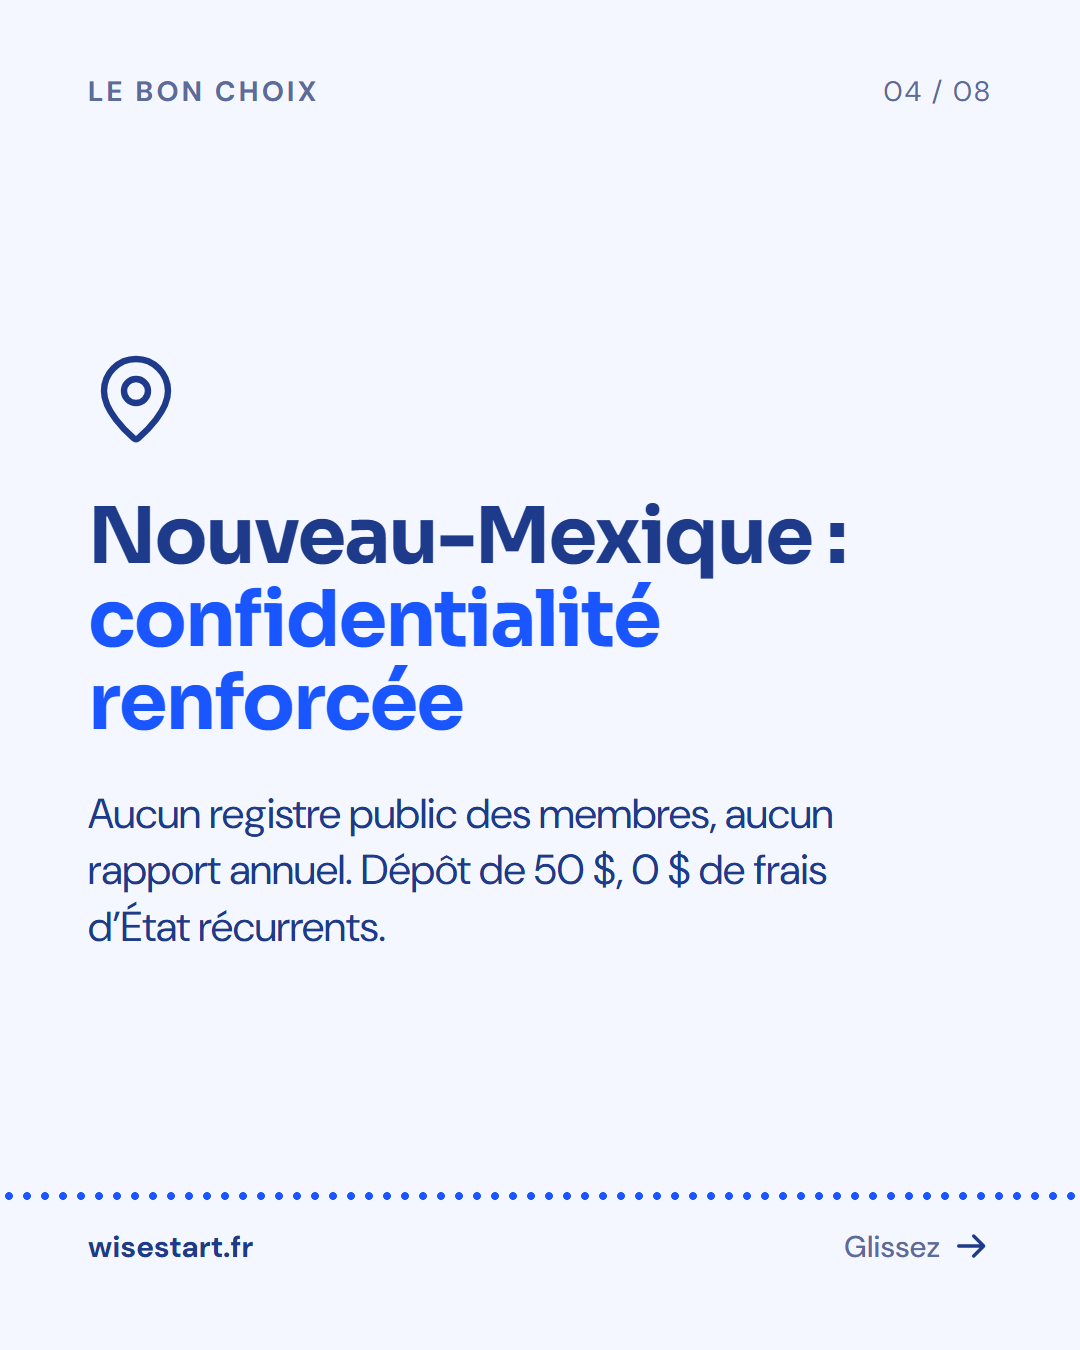 LE BON CHOIX
04 / 08
Nouveau-Mexique :
confidentialité
renforcée
Aucun registre public des membres, aucun
rapport annuel. Dépôt de 50 $, 0 $ de frais
d’État récurrents.
wisestart.fr
Glissez →